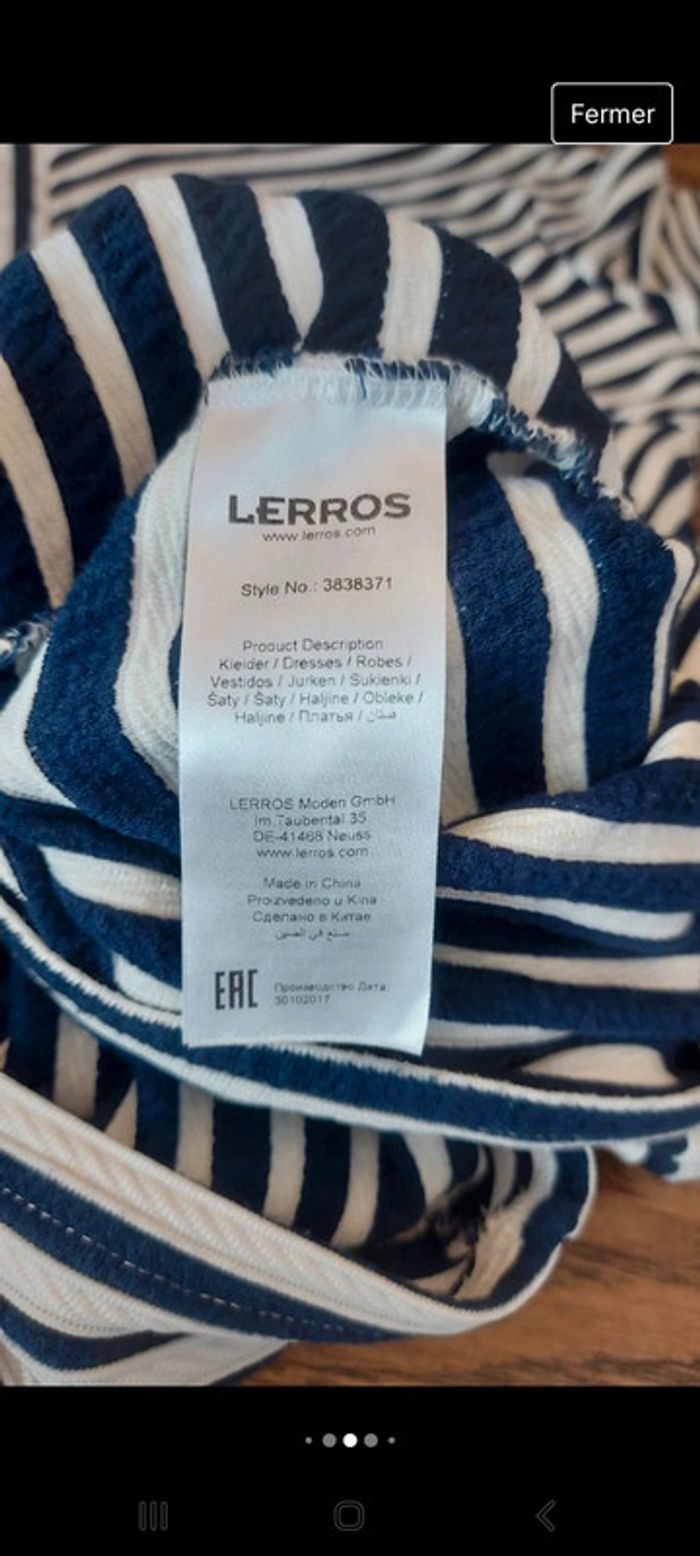 Fermer
LERROS
www.lerros.com
Style No.: 3838371
Product Description
Kleider / Dresses / Robes /
Vestidos / Jurken / Sukienki /
Šaty / Šaty / Haljine / Obleke /
Haljine / Платья / فستان
LERROS Moden GmbH
Im Taubental 35
DE-41468 Neuss
www.lerros.com
Made in China
Proizvedeno u Kina
Сделано в Китае
صنع في الصين
EAC
Производство Дата:
30102017